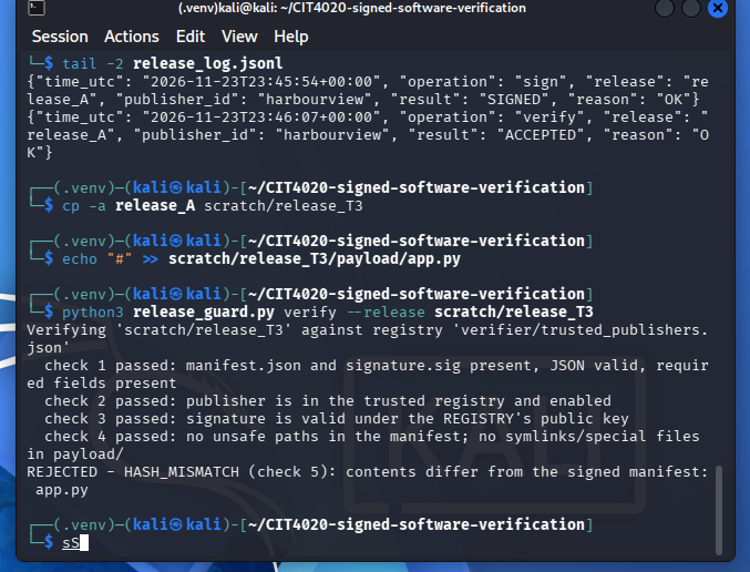 (.venv)kali@kali: ~/CIT4020-signed-software-verification
Session Actions Edit View Help
└─$ tail -2 release_log.jsonl
{"time_utc": "2026-11-23T23:45:54+00:00", "operation": "sign", "release": "re
lease_A", "publisher_id": "harbourview", "result": "SIGNED", "reason": "OK"}
{"time_utc": "2026-11-23T23:46:07+00:00", "operation": "verify", "release": "
release_A", "publisher_id": "harbourview", "result": "ACCEPTED", "reason": "O
K"}
┌──(.venv)─(kali㉿kali)-[~/CIT4020-signed-software-verification]
└─$ cp -a release_A scratch/release_T3
┌──(.venv)─(kali㉿kali)-[~/CIT4020-signed-software-verification]
└─$ echo "#" >> scratch/release_T3/payload/app.py
┌──(.venv)─(kali㉿kali)-[~/CIT4020-signed-software-verification]
└─$ python3 release_guard.py verify --release scratch/release_T3
Verifying 'scratch/release_T3' against registry 'verifier/trusted_publishers.
json'
  check 1 passed: manifest.json and signature.sig present, JSON valid, requir
ed fields present
  check 2 passed: publisher is in the trusted registry and enabled
  check 3 passed: signature is valid under the REGISTRY's public key
  check 4 passed: no unsafe paths in the manifest; no symlinks/special files
in payload/
REJECTED - HASH_MISMATCH (check 5): contents differ from the signed manifest:
 app.py
┌──(.venv)─(kali㉿kali)-[~/CIT4020-signed-software-verification]
└─$ sS
KALI